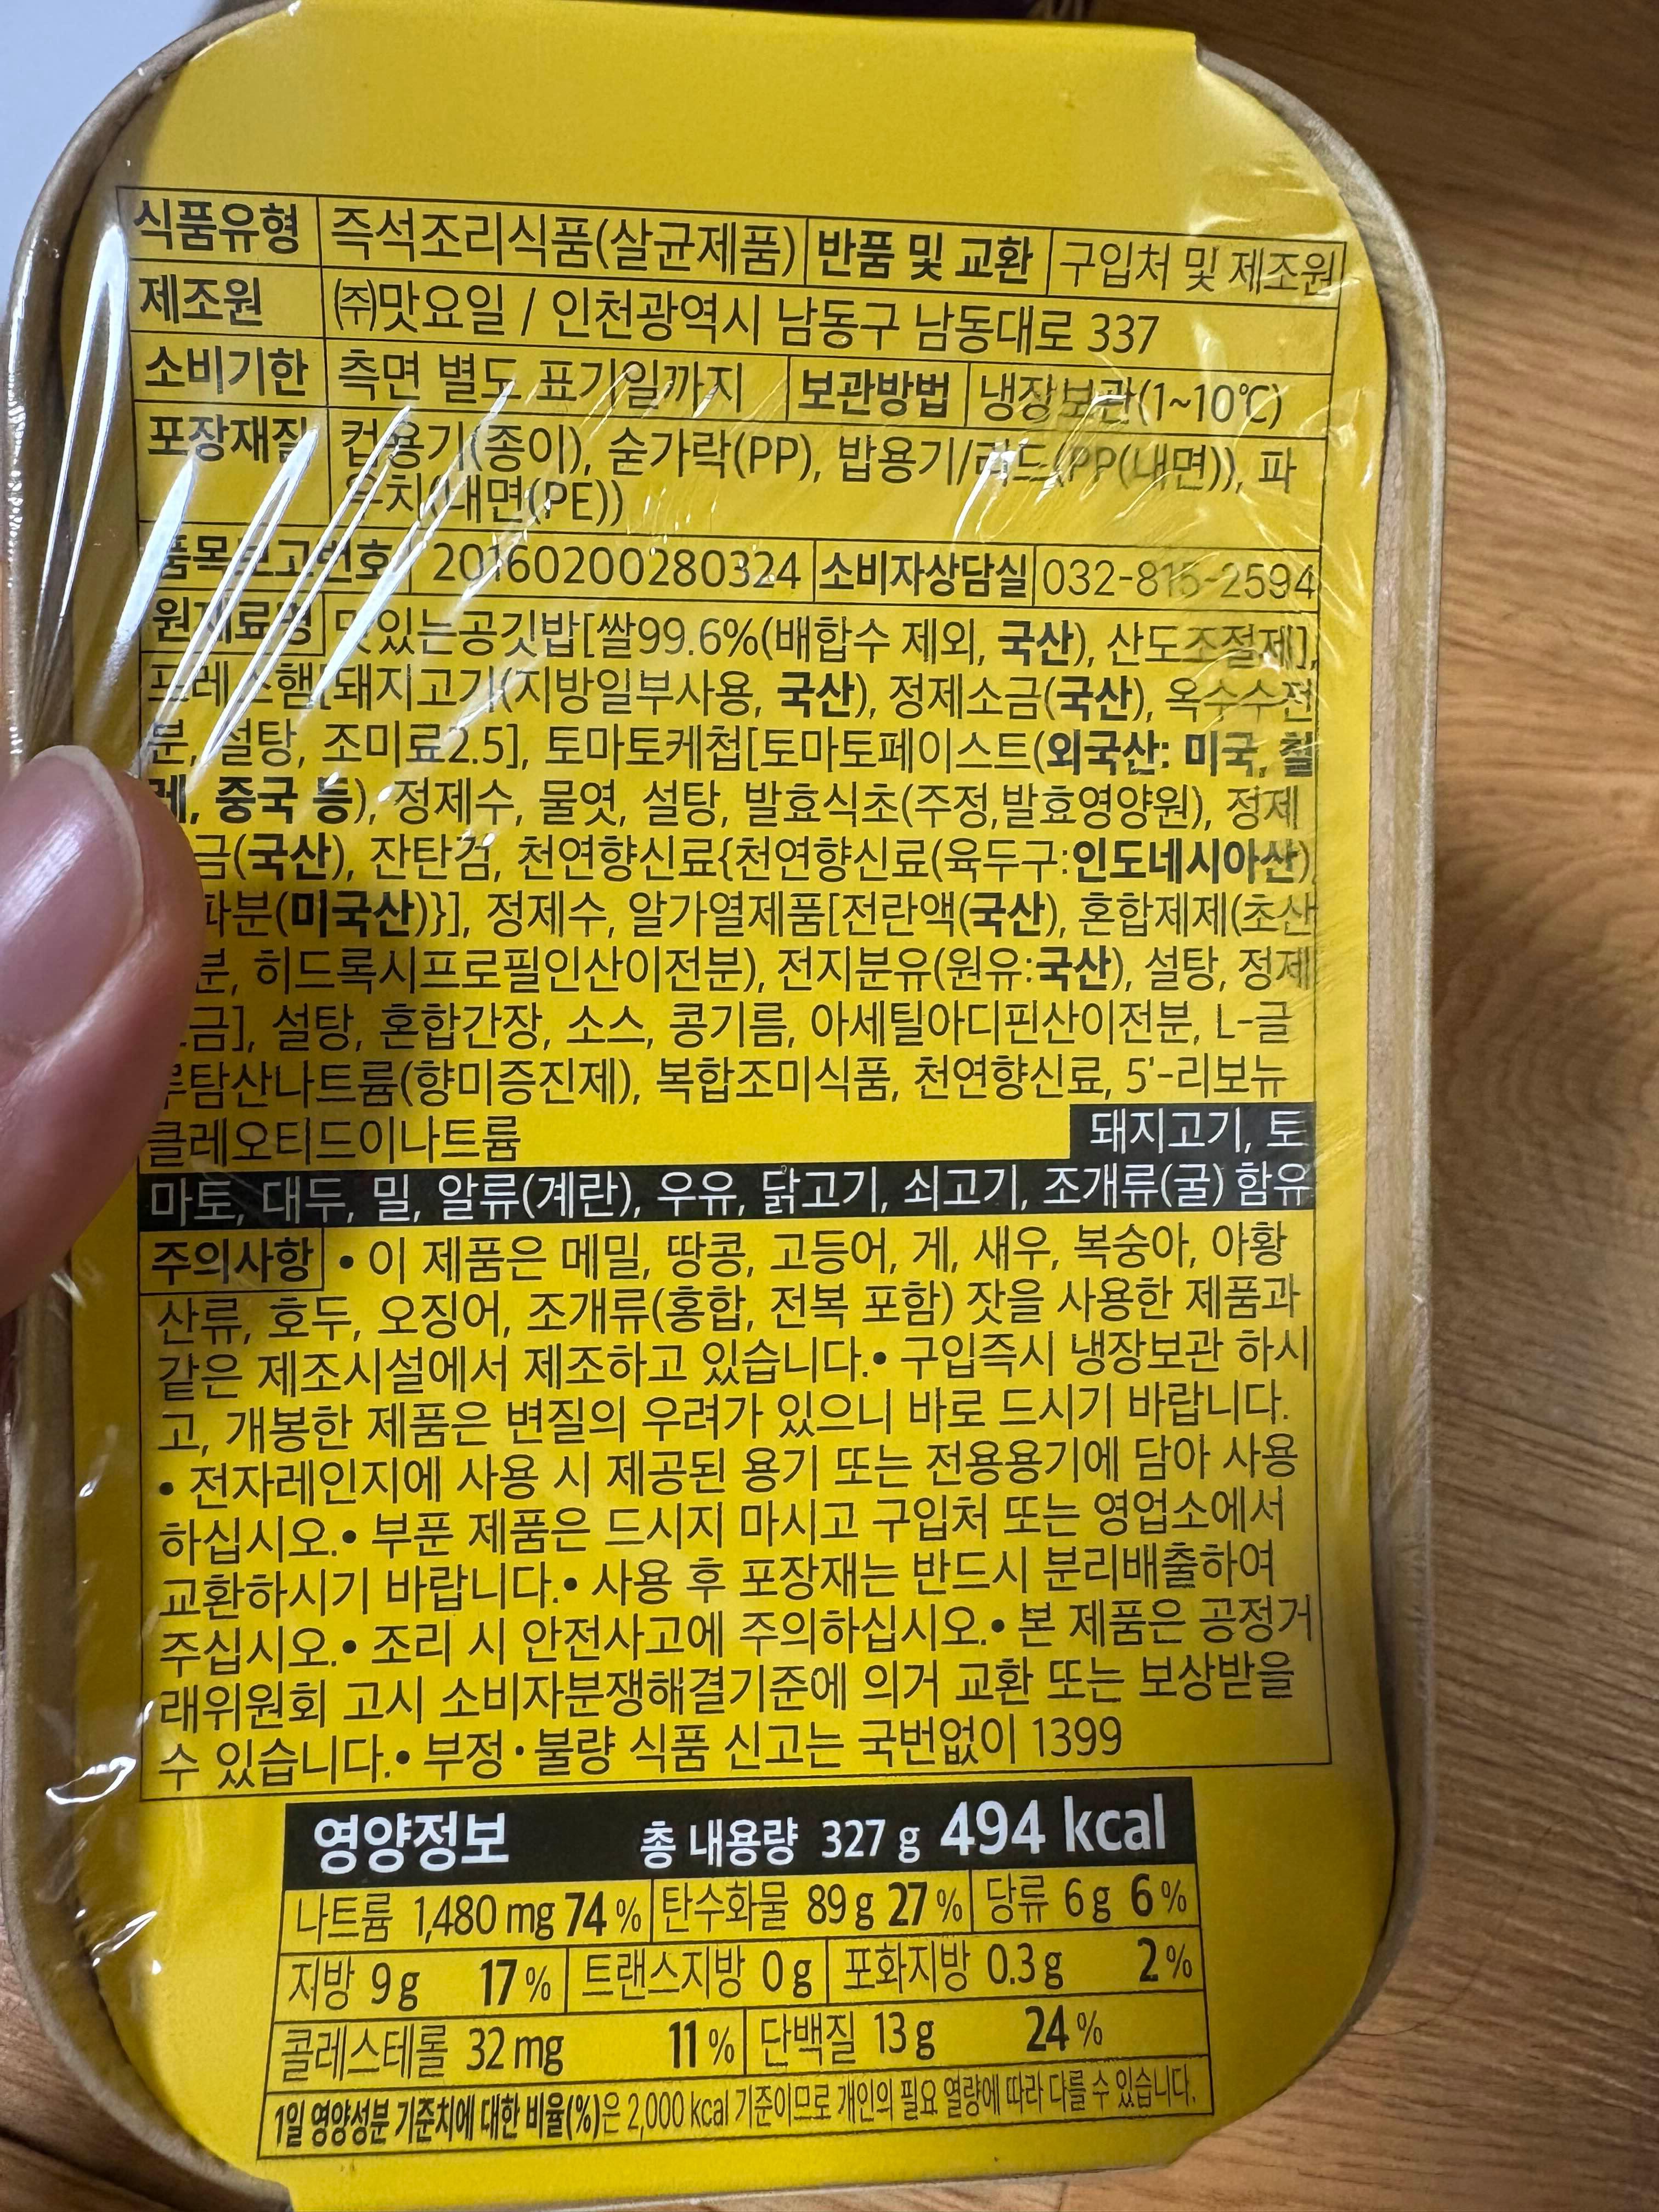 식품유형 즉석조리식품(살균제품) 반품 및 교환 구입처 및 제조원
제조원 ㈜맛요일 / 인천광역시 남동구 남동대로 337
소비기한 측면 별도 표기일까지 보관방법 냉장보관(1~10℃)
포장재질 컵용기(종이), 숟가락(PP), 밥용기/리드(PP(내면)), 파
우치(내면(PE))
품목보고번호 20160200280324 소비자상담실 032-815-2594
원재료명 맛있는공깃밥[쌀99.6%(배합수 제외, 국산), 산도조절제],
프레스햄[돼지고기(지방일부사용, 국산), 정제소금(국산), 옥수수전
분, 설탕, 조미료2.5], 토마토케첩[토마토페이스트(외국산: 미국, 칠
레, 중국 등), 정제수, 물엿, 설탕, 발효식초(주정,발효영양원), 정제
금(국산), 잔탄검, 천연향신료{천연향신료(육두구:인도네시아산)
파분(미국산)}], 정제수, 알가열제품[전란액(국산), 혼합제제(초산
분, 히드록시프로필인산이전분), 전지분유(원유:국산), 설탕, 정제
금], 설탕, 혼합간장, 소스, 콩기름, 아세틸아디핀산이전분, L-글
루탐산나트륨(향미증진제), 복합조미식품, 천연향신료, 5'-리보뉴
클레오티드이나트륨 돼지고기, 토
마토, 대두, 밀, 알류(계란), 우유, 닭고기, 쇠고기, 조개류(굴) 함유
주의사항 • 이 제품은 메밀, 땅콩, 고등어, 게, 새우, 복숭아, 아황
산류, 호두, 오징어, 조개류(홍합, 전복 포함) 잣을 사용한 제품과
같은 제조시설에서 제조하고 있습니다.• 구입즉시 냉장보관 하시
고, 개봉한 제품은 변질의 우려가 있으니 바로 드시기 바랍니다.
• 전자레인지에 사용 시 제공된 용기 또는 전용용기에 담아 사용
하십시오.• 부푼 제품은 드시지 마시고 구입처 또는 영업소에서
교환하시기 바랍니다.• 사용 후 포장재는 반드시 분리배출하여
주십시오.• 조리 시 안전사고에 주의하십시오.• 본 제품은 공정거
래위원회 고시 소비자분쟁해결기준에 의거 교환 또는 보상받을
수 있습니다.• 부정·불량 식품 신고는 국번없이 1399
영양정보 총 내용량 327 g 494 kcal
나트륨 1,480 mg 74 % 탄수화물 89 g 27 % 당류 6 g 6 %
지방 9 g 17 % 트랜스지방 0 g 포화지방 0.3 g 2 %
콜레스테롤 32 mg 11 % 단백질 13 g 24 %
1일 영양성분 기준치에 대한 비율(%)은 2,000 kcal 기준이므로 개인의 필요 열량에 따라 다를 수 있습니다.